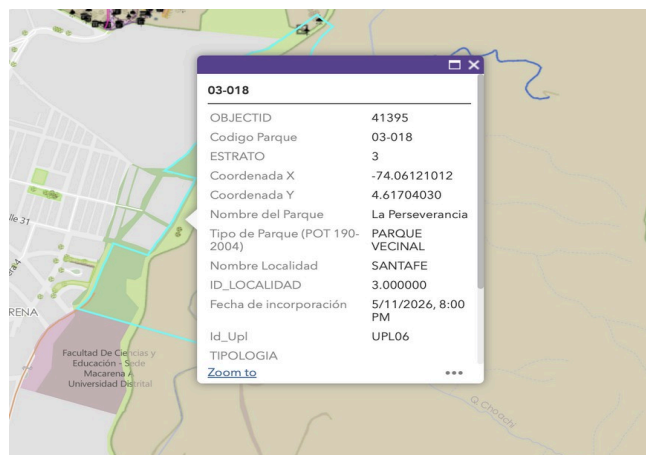 03-018
OBJECTID 41395
Codigo Parque 03-018
ESTRATO 3
Coordenada X -74.06121012
Coordenada Y 4.61704030
Nombre del Parque La Perseverancia
Tipo de Parque (POT 190- PARQUE
2004) VECINAL
Nombre Localidad SANTAFE
ID_LOCALIDAD 3.000000
Fecha de incorporación 5/11/2026, 8:00
PM
Id_Upl UPL06
TIPOLOGIA
Zoom to
lle 31
RENA
Facultad De Ciencias y
Educación - Sede
Macarena A
Universidad Distrital
Q. Choachi